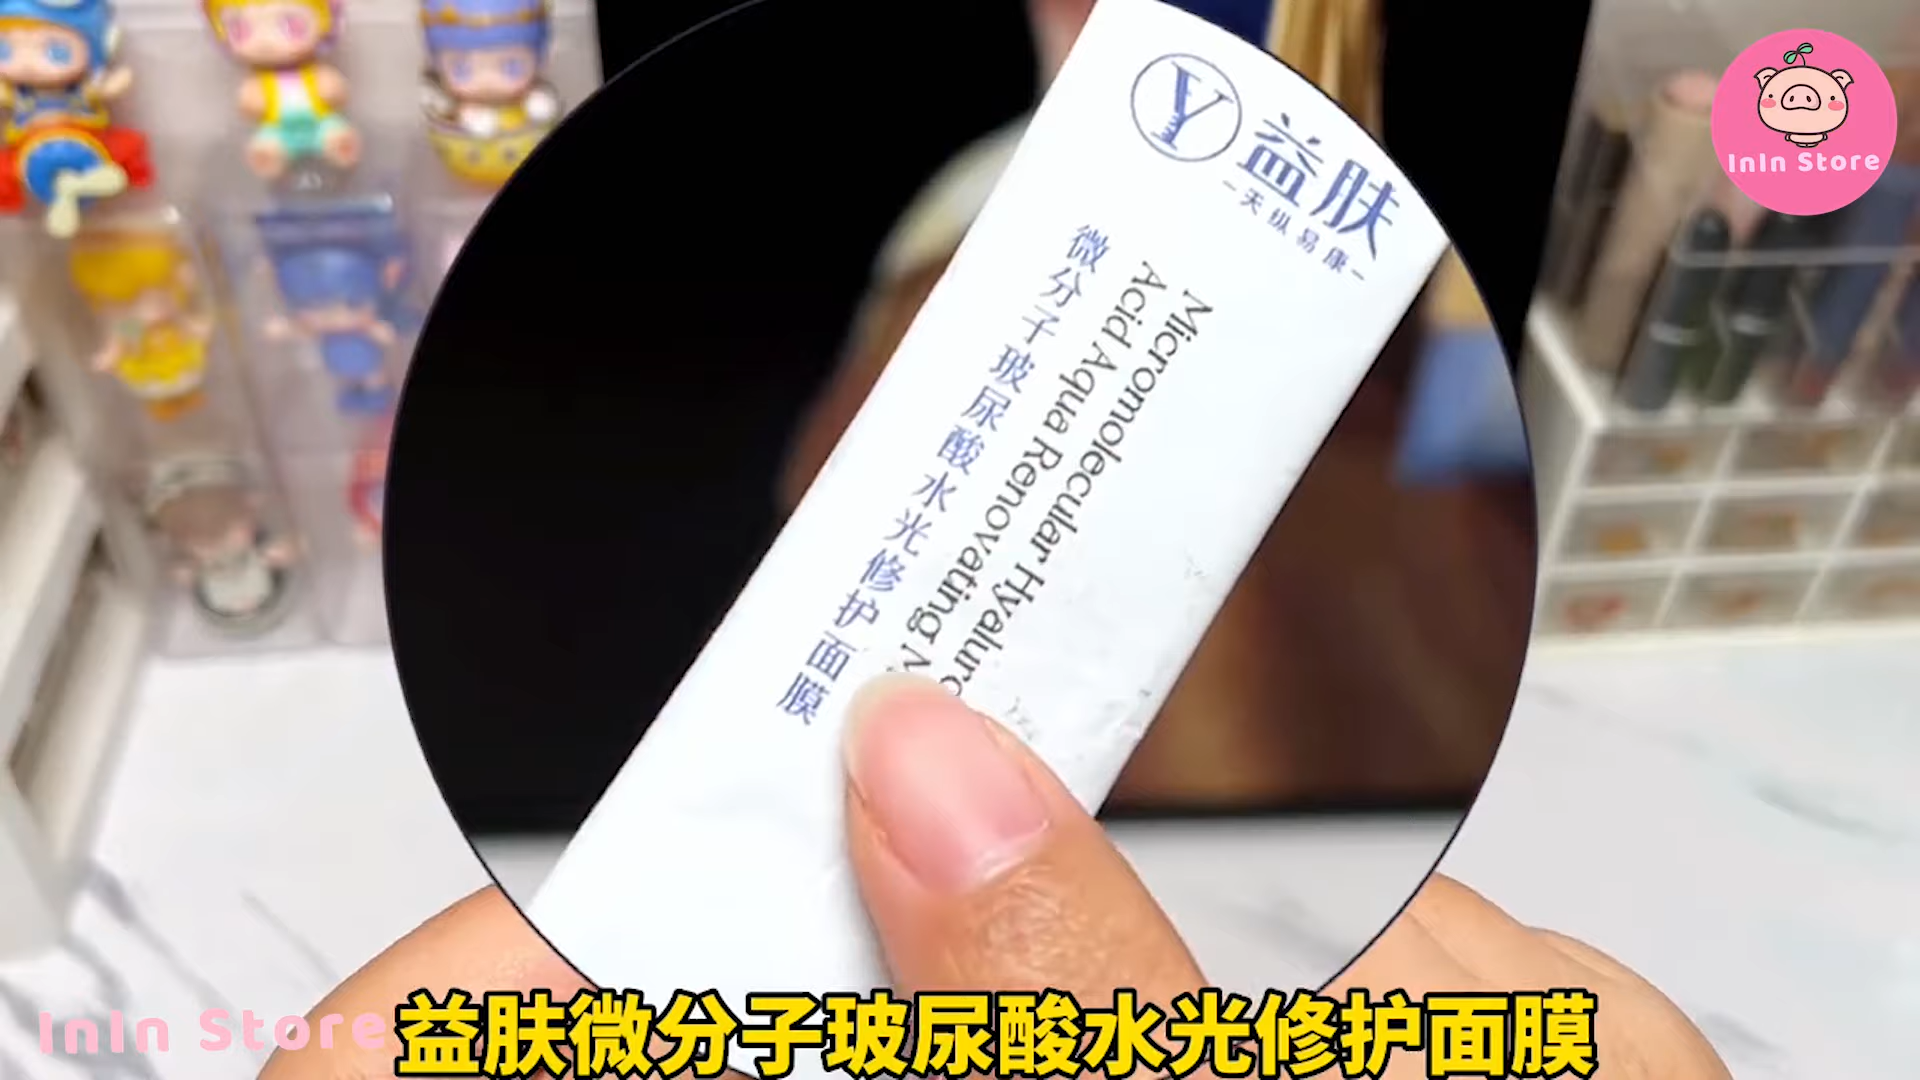 InIn Store
Y
益肤
-天纵易康-
Micromolecular Hyaluro
Acid Aqua Renovating M
微分子玻尿酸水光修护面膜
InIn Store
益肤微分子玻尿酸水光修护面膜